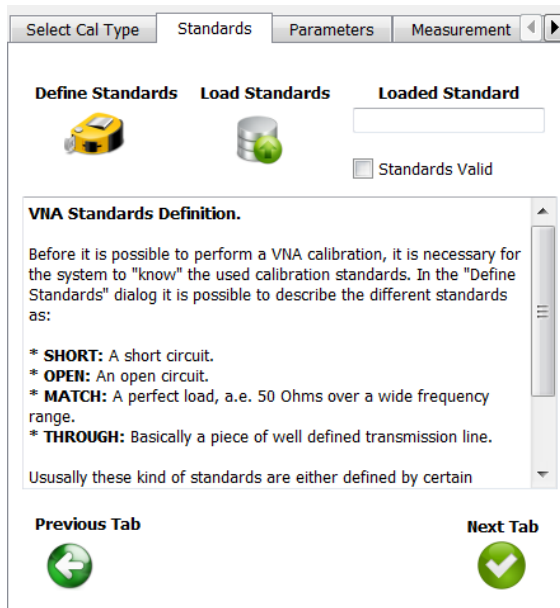 Select Cal Type Standards Parameters Measurement
Define Standards Load Standards Loaded Standard
Standards Valid
VNA Standards Definition.
Before it is possible to perform a VNA calibration, it is necessary for
the system to "know" the used calibration standards. In the "Define
Standards" dialog it is possible to describe the different standards
as:
* SHORT: A short circuit.
* OPEN: An open circuit.
* MATCH: A perfect load, a.e. 50 Ohms over a wide frequency
range.
* THROUGH: Basically a piece of well defined transmission line.
Ususally these kind of standards are either defined by certain
Previous Tab Next Tab